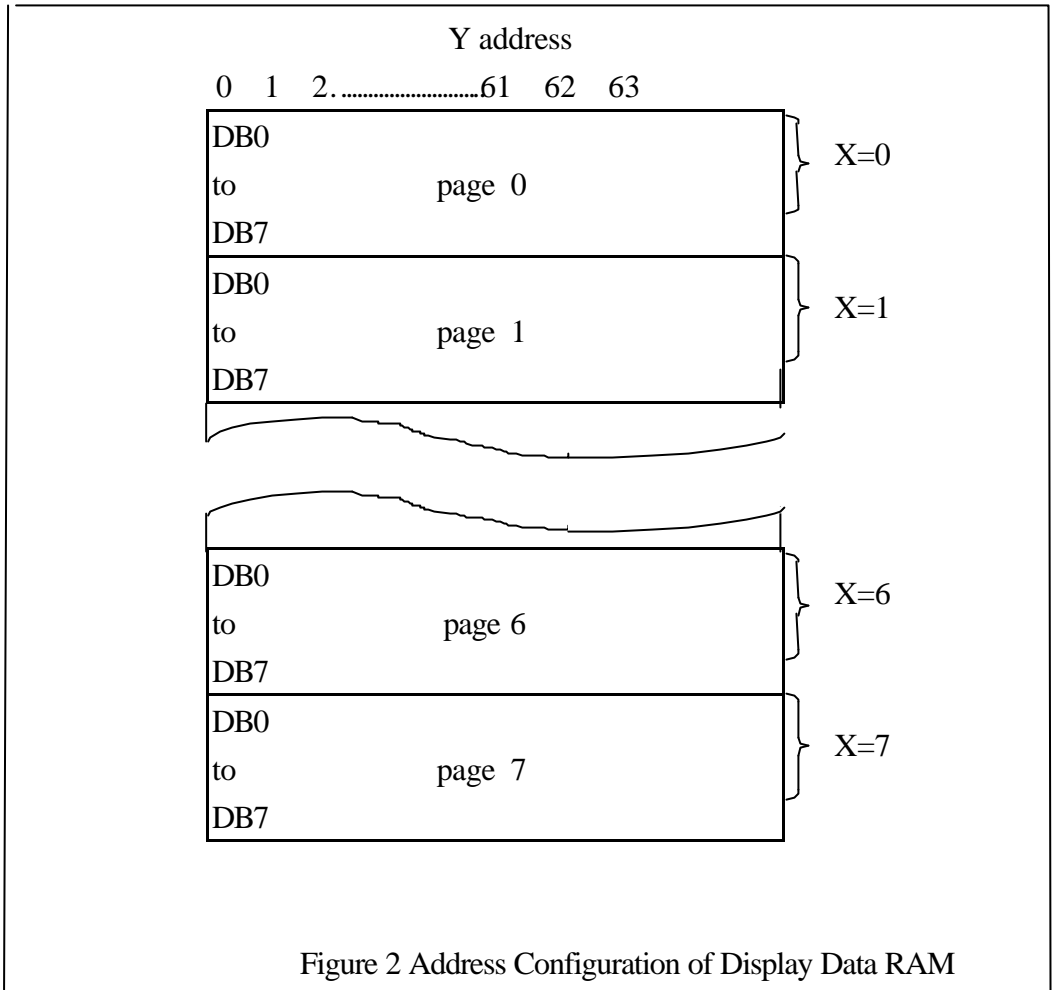 Y address
0 1 2...........................61 62 63
DB0
X=0
to page 0
DB7
DB0
X=1
to page 1
DB7
DB0
X=6
to page 6
DB7
DB0
X=7
to page 7
DB7
Figure 2 Address Configuration of Display Data RAM